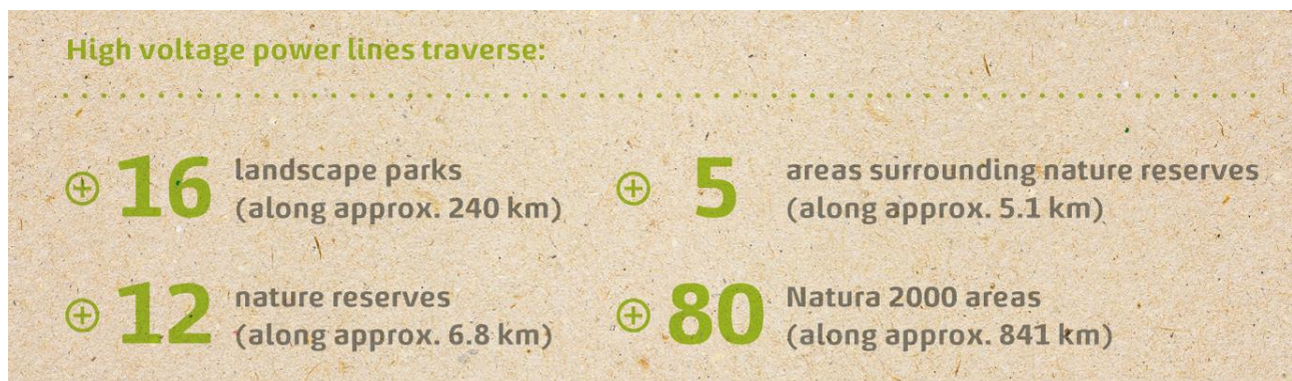 High voltage power lines traverse:
16 landscape parks
(along approx. 240 km)
5 areas surrounding nature reserves
(along approx. 5.1 km)
12 nature reserves
(along approx. 6.8 km)
80 Natura 2000 areas
(along approx. 841 km)